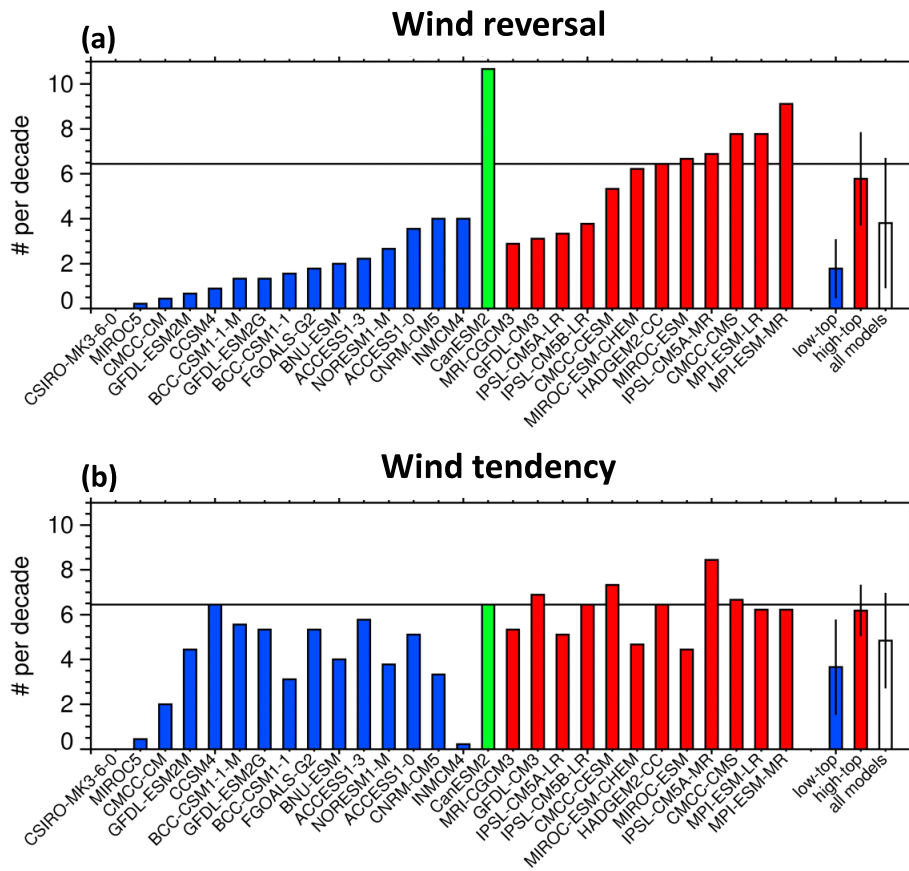 (a)
Wind reversal
# per decade
10
8
6
4
2
0
CSIRO-MK3-6-0
MIROC5
CMCC-CM
GFDL-ESM2M
CCSM4
BCC-CSM1-1-M
GFDL-ESM2G
BCC-CSM1-1
FGOALS-G2
BNU-ESM
ACCESS1-3
NORESM1-M
ACCESS1-0
CNRM-CM5
INMCM4
CanESM2
MRI-CGCM3
GFDL-CM3
IPSL-CM5A-LR
IPSL-CM5B-LR
CMCC-CESM
MIROC-ESM-CHEM
HADGEM2-CC
MIROC-ESM
IPSL-CM5A-MR
CMCC-CMS
MPI-ESM-LR
MPI-ESM-MR
low-top
high-top
all models
(b)
Wind tendency
# per decade
10
8
6
4
2
0
CSIRO-MK3-6-0
MIROC5
CMCC-CM
GFDL-ESM2M
CCSM4
BCC-CSM1-1-M
GFDL-ESM2G
BCC-CSM1-1
FGOALS-G2
BNU-ESM
ACCESS1-3
NORESM1-M
ACCESS1-0
CNRM-CM5
INMCM4
CanESM2
MRI-CGCM3
GFDL-CM3
IPSL-CM5A-LR
IPSL-CM5B-LR
CMCC-CESM
MIROC-ESM-CHEM
HADGEM2-CC
MIROC-ESM
IPSL-CM5A-MR
CMCC-CMS
MPI-ESM-LR
MPI-ESM-MR
low-top
high-top
all models